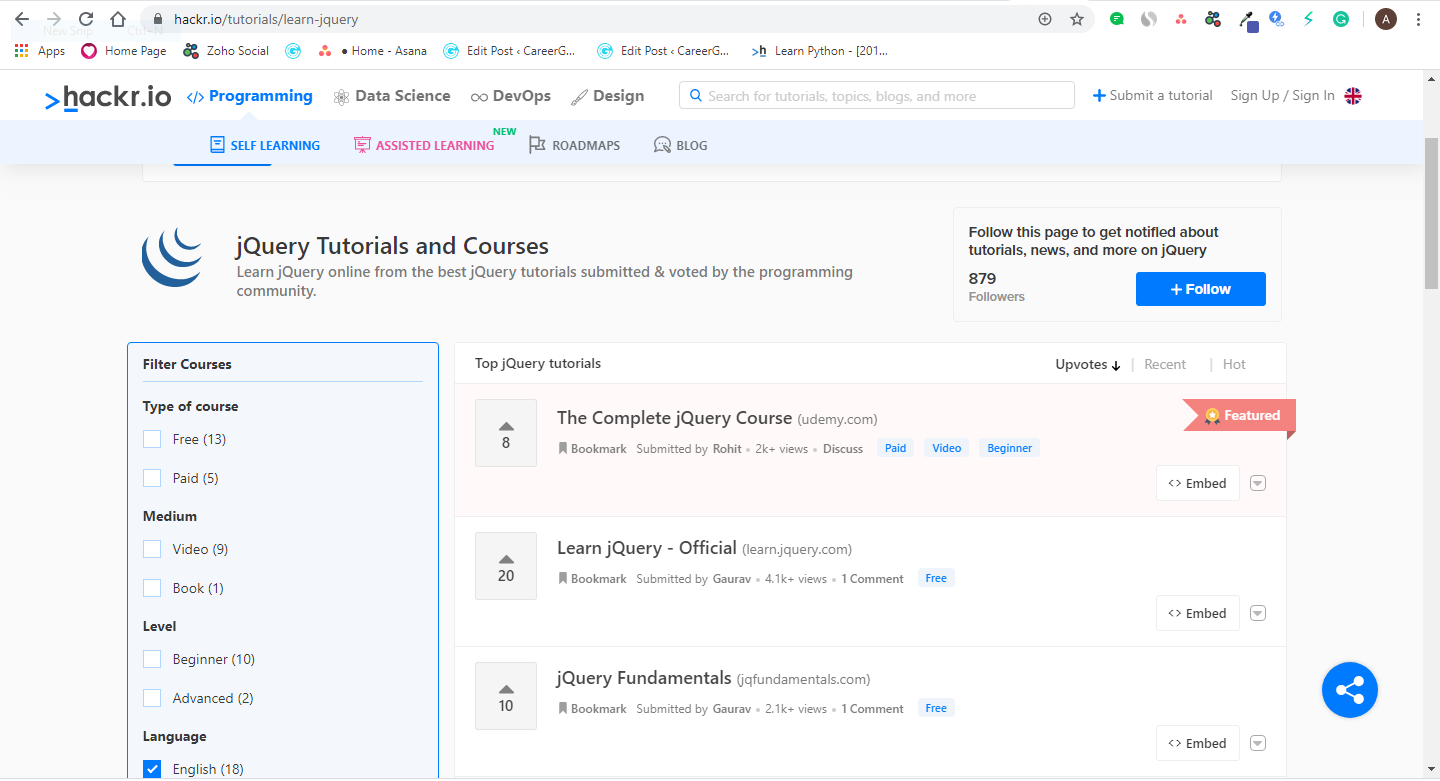 hackr.io/tutorials/learn-jquery
A
New Snip Ctrl+N
Apps Home Page Zoho Social • Home - Asana Edit Post ‹ CareerG... Edit Post ‹ CareerG... >h Learn Python - [201...
>hackr.io </> Programming Data Science DevOps Design Search for tutorials, topics, blogs, and more + Submit a tutorial Sign Up / Sign In
SELF LEARNING ASSISTED LEARNING NEW ROADMAPS BLOG
jQuery Tutorials and Courses
Learn jQuery online from the best jQuery tutorials submitted & voted by the programming
community.
Follow this page to get notified about
tutorials, news, and more on jQuery
879
Followers
+ Follow
Filter Courses
Type of course
Free (13)
Paid (5)
Medium
Video (9)
Book (1)
Level
Beginner (10)
Advanced (2)
Language
English (18)
Top jQuery tutorials Upvotes ↓ | Recent | Hot
8
The Complete jQuery Course (udemy.com)
Featured
Bookmark Submitted by Rohit • 2k+ views • Discuss Paid Video Beginner
<> Embed
20
Learn jQuery - Official (learn.jquery.com)
Bookmark Submitted by Gaurav • 4.1k+ views • 1 Comment Free
<> Embed
10
jQuery Fundamentals (jqfundamentals.com)
Bookmark Submitted by Gaurav • 2.1k+ views • 1 Comment Free
<> Embed